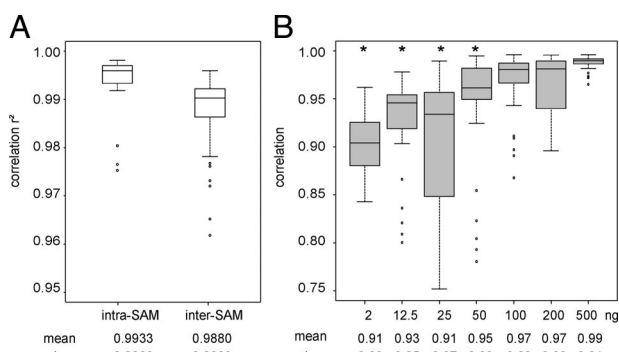 A
B
correlation r²
1.00
0.99
0.98
0.97
0.96
0.95
intra-SAM inter-SAM
mean 0.9933 0.9880
correlation
1.00
0.95
0.90
0.85
0.80
0.75
* * * *
2 12.5 25 50 100 200 500 ng
mean 0.91 0.93 0.91 0.95 0.97 0.97 0.99